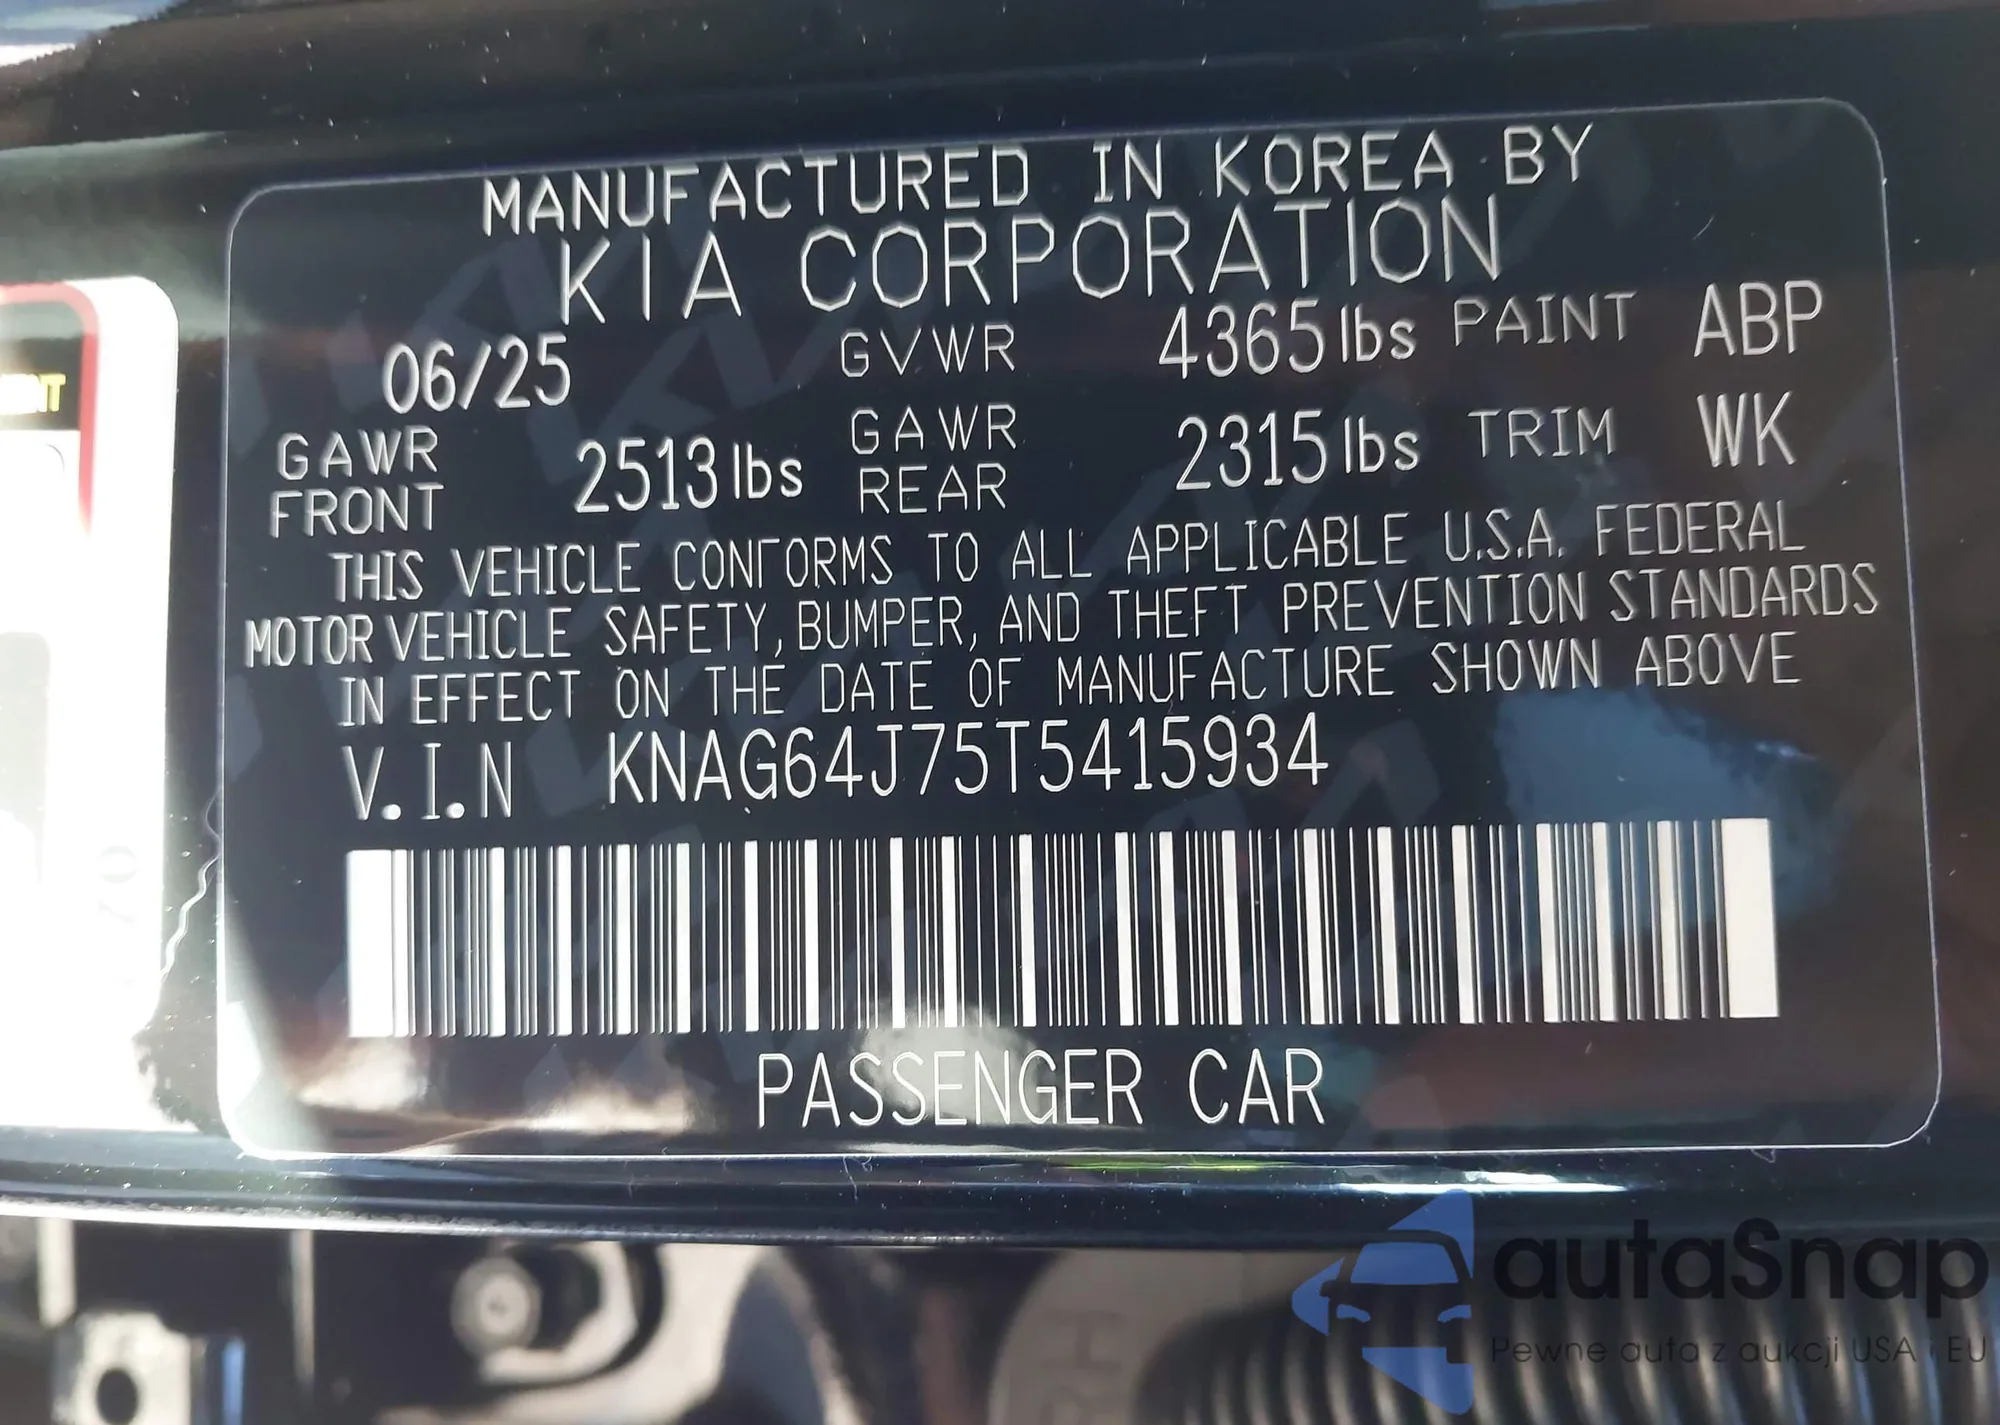 MANUFACTURED IN KOREA BY
KIA CORPORATION
06/25 GVWR 4365 lbs PAINT ABP
GAWR FRONT 2513 lbs GAWR REAR 2315 lbs TRIM WK
THIS VEHICLE CONFORMS TO ALL APPLICABLE U.S.A. FEDERAL
MOTOR VEHICLE SAFETY, BUMPER, AND THEFT PREVENTION STANDARDS
IN EFFECT ON THE DATE OF MANUFACTURE SHOWN ABOVE
V.I.N KNAG64J75T5415934
PASSENGER CAR
autaSnap
Pewne auta z aukcji USA i EU